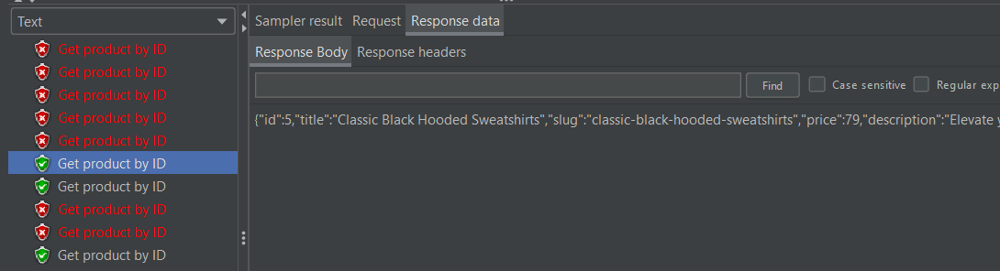 Text
Get product by ID
Get product by ID
Get product by ID
Get product by ID
Get product by ID
Get product by ID
Get product by ID
Get product by ID
Get product by ID
Get product by ID
Sampler result Request Response data
Response Body Response headers
Find Case sensitive Regular exp
{"id":5,"title":"Classic Black Hooded Sweatshirts","slug":"classic-black-hooded-sweatshirts","price":79,"description":"Elevate y